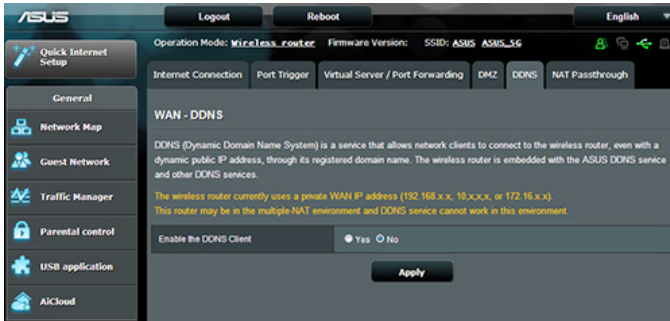 ASUS Logout Reboot English
Quick Internet Setup
Operation Mode: Wireless router Firmware Version: SSID: ASUS ASUS_5G
Internet Connection Port Trigger Virtual Server / Port Forwarding DMZ DDNS NAT Passthrough
General
Network Map
Guest Network
Traffic Manager
Parental control
USB application
AiCloud
WAN - DDNS
DDNS (Dynamic Domain Name System) is a service that allows network clients to connect to the wireless router, even with a
dynamic public IP address, through its registered domain name. The wireless router is embedded with the ASUS DDNS service
and other DDNS services.
The wireless router currently uses a private WAN IP address (192.168.x.x, 10,x,x,x, or 172.16.x.x).
This router may be in the multiple-NAT environment and DDNS service cannot work in this environment.
Enable the DDNS Client Yes No
Apply